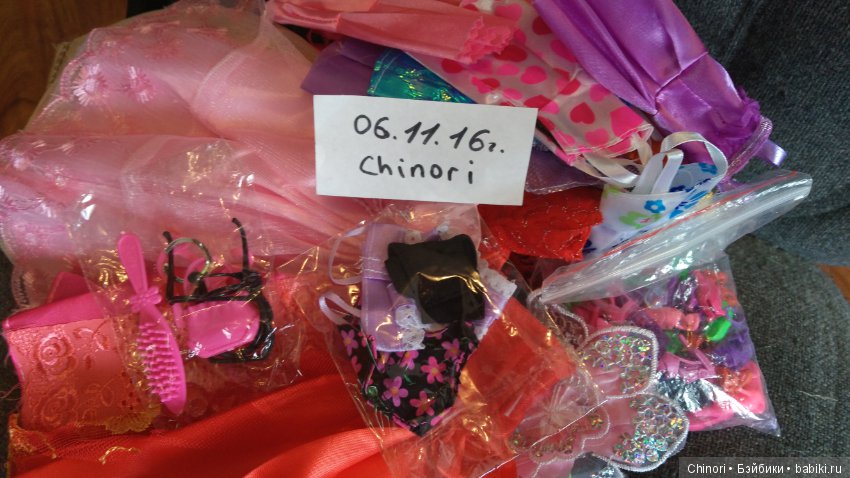 06.11.16г.
Chinori
Chinori • Бэйбики • babiki.ru